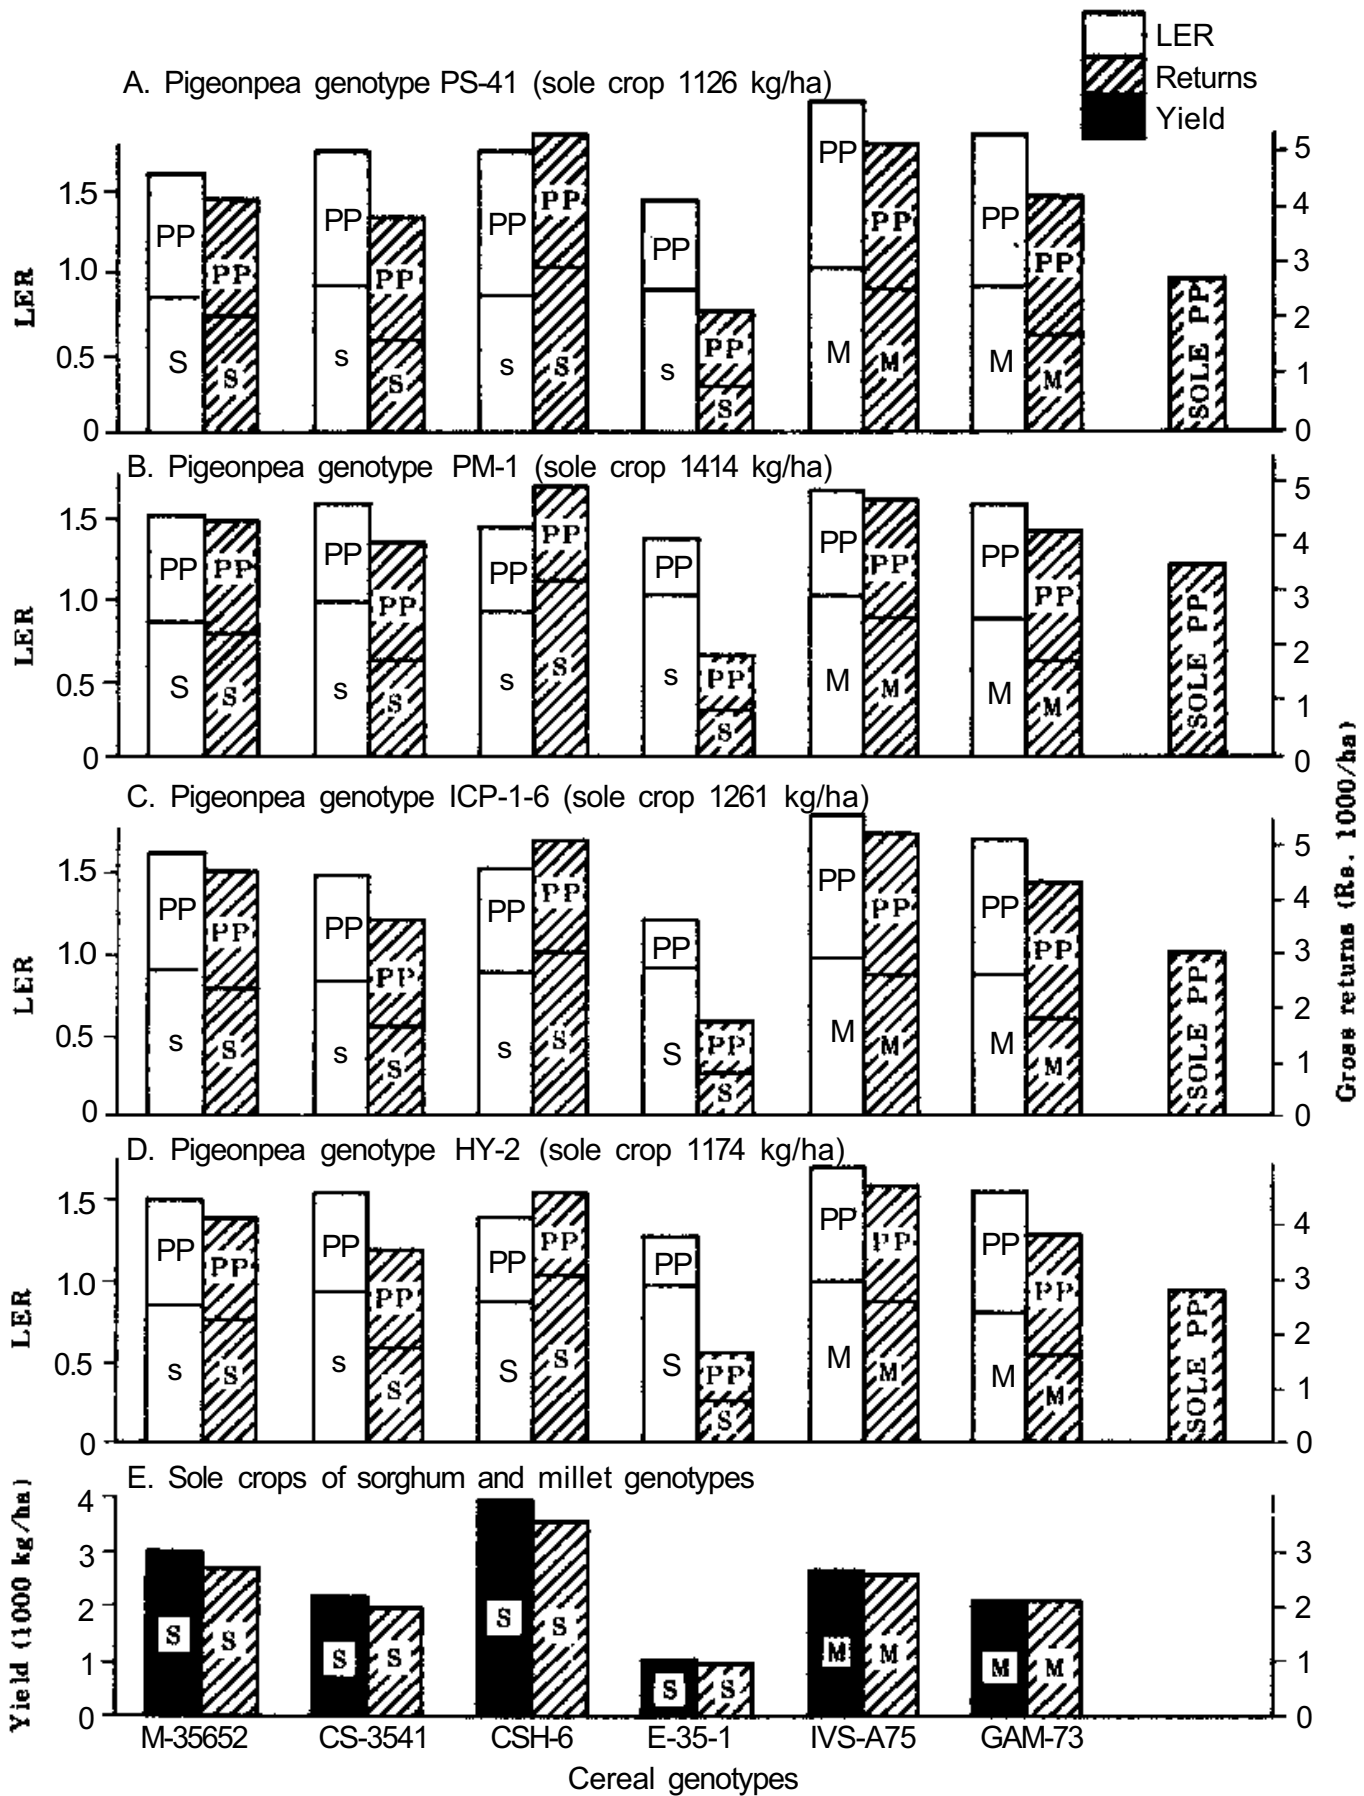 LER
Returns
Yield
A. Pigeonpea genotype PS-41 (sole crop 1126 kg/ha)
LER
1.5
1.0
0.5
0
PP
S
PP
S
PP
s
PP
S
PP
s
PP
S
PP
s
PP
S
PP
M
PP
M
PP
M
PP
M
SOLE PP
5
4
3
2
1
0
B. Pigeonpea genotype PM-1 (sole crop 1414 kg/ha)
LER
1.5
1.0
0.5
0
PP
S
PP
S
PP
s
PP
S
PP
s
PP
S
PP
s
PP
S
PP
M
PP
M
PP
M
PP
M
SOLE PP
5
4
3
2
1
0
C. Pigeonpea genotype ICP-1-6 (sole crop 1261 kg/ha)
LER
1.5
1.0
0.5
0
PP
s
PP
S
PP
s
PP
S
PP
s
PP
S
PP
S
PP
S
PP
M
PP
M
PP
M
PP
M
SOLE PP
5
4
3
2
1
0
Gross returns (Rs. 1000/ha)
D. Pigeonpea genotype HY-2 (sole crop 1174 kg/ha)
LER
1.5
1.0
0.5
0
PP
s
PP
S
PP
s
PP
S
PP
S
PP
S
PP
S
PP
S
PP
M
PP
M
PP
M
PP
M
SOLE PP
4
3
2
1
0
E. Sole crops of sorghum and millet genotypes
Yield (1000 kg/ha)
4
3
2
1
0
S
S
S
S
S
S
S
S
M
M
M
M
3
2
1
0
M-35652 CS-3541 CSH-6 E-35-1 IVS-A75 GAM-73
Cereal genotypes